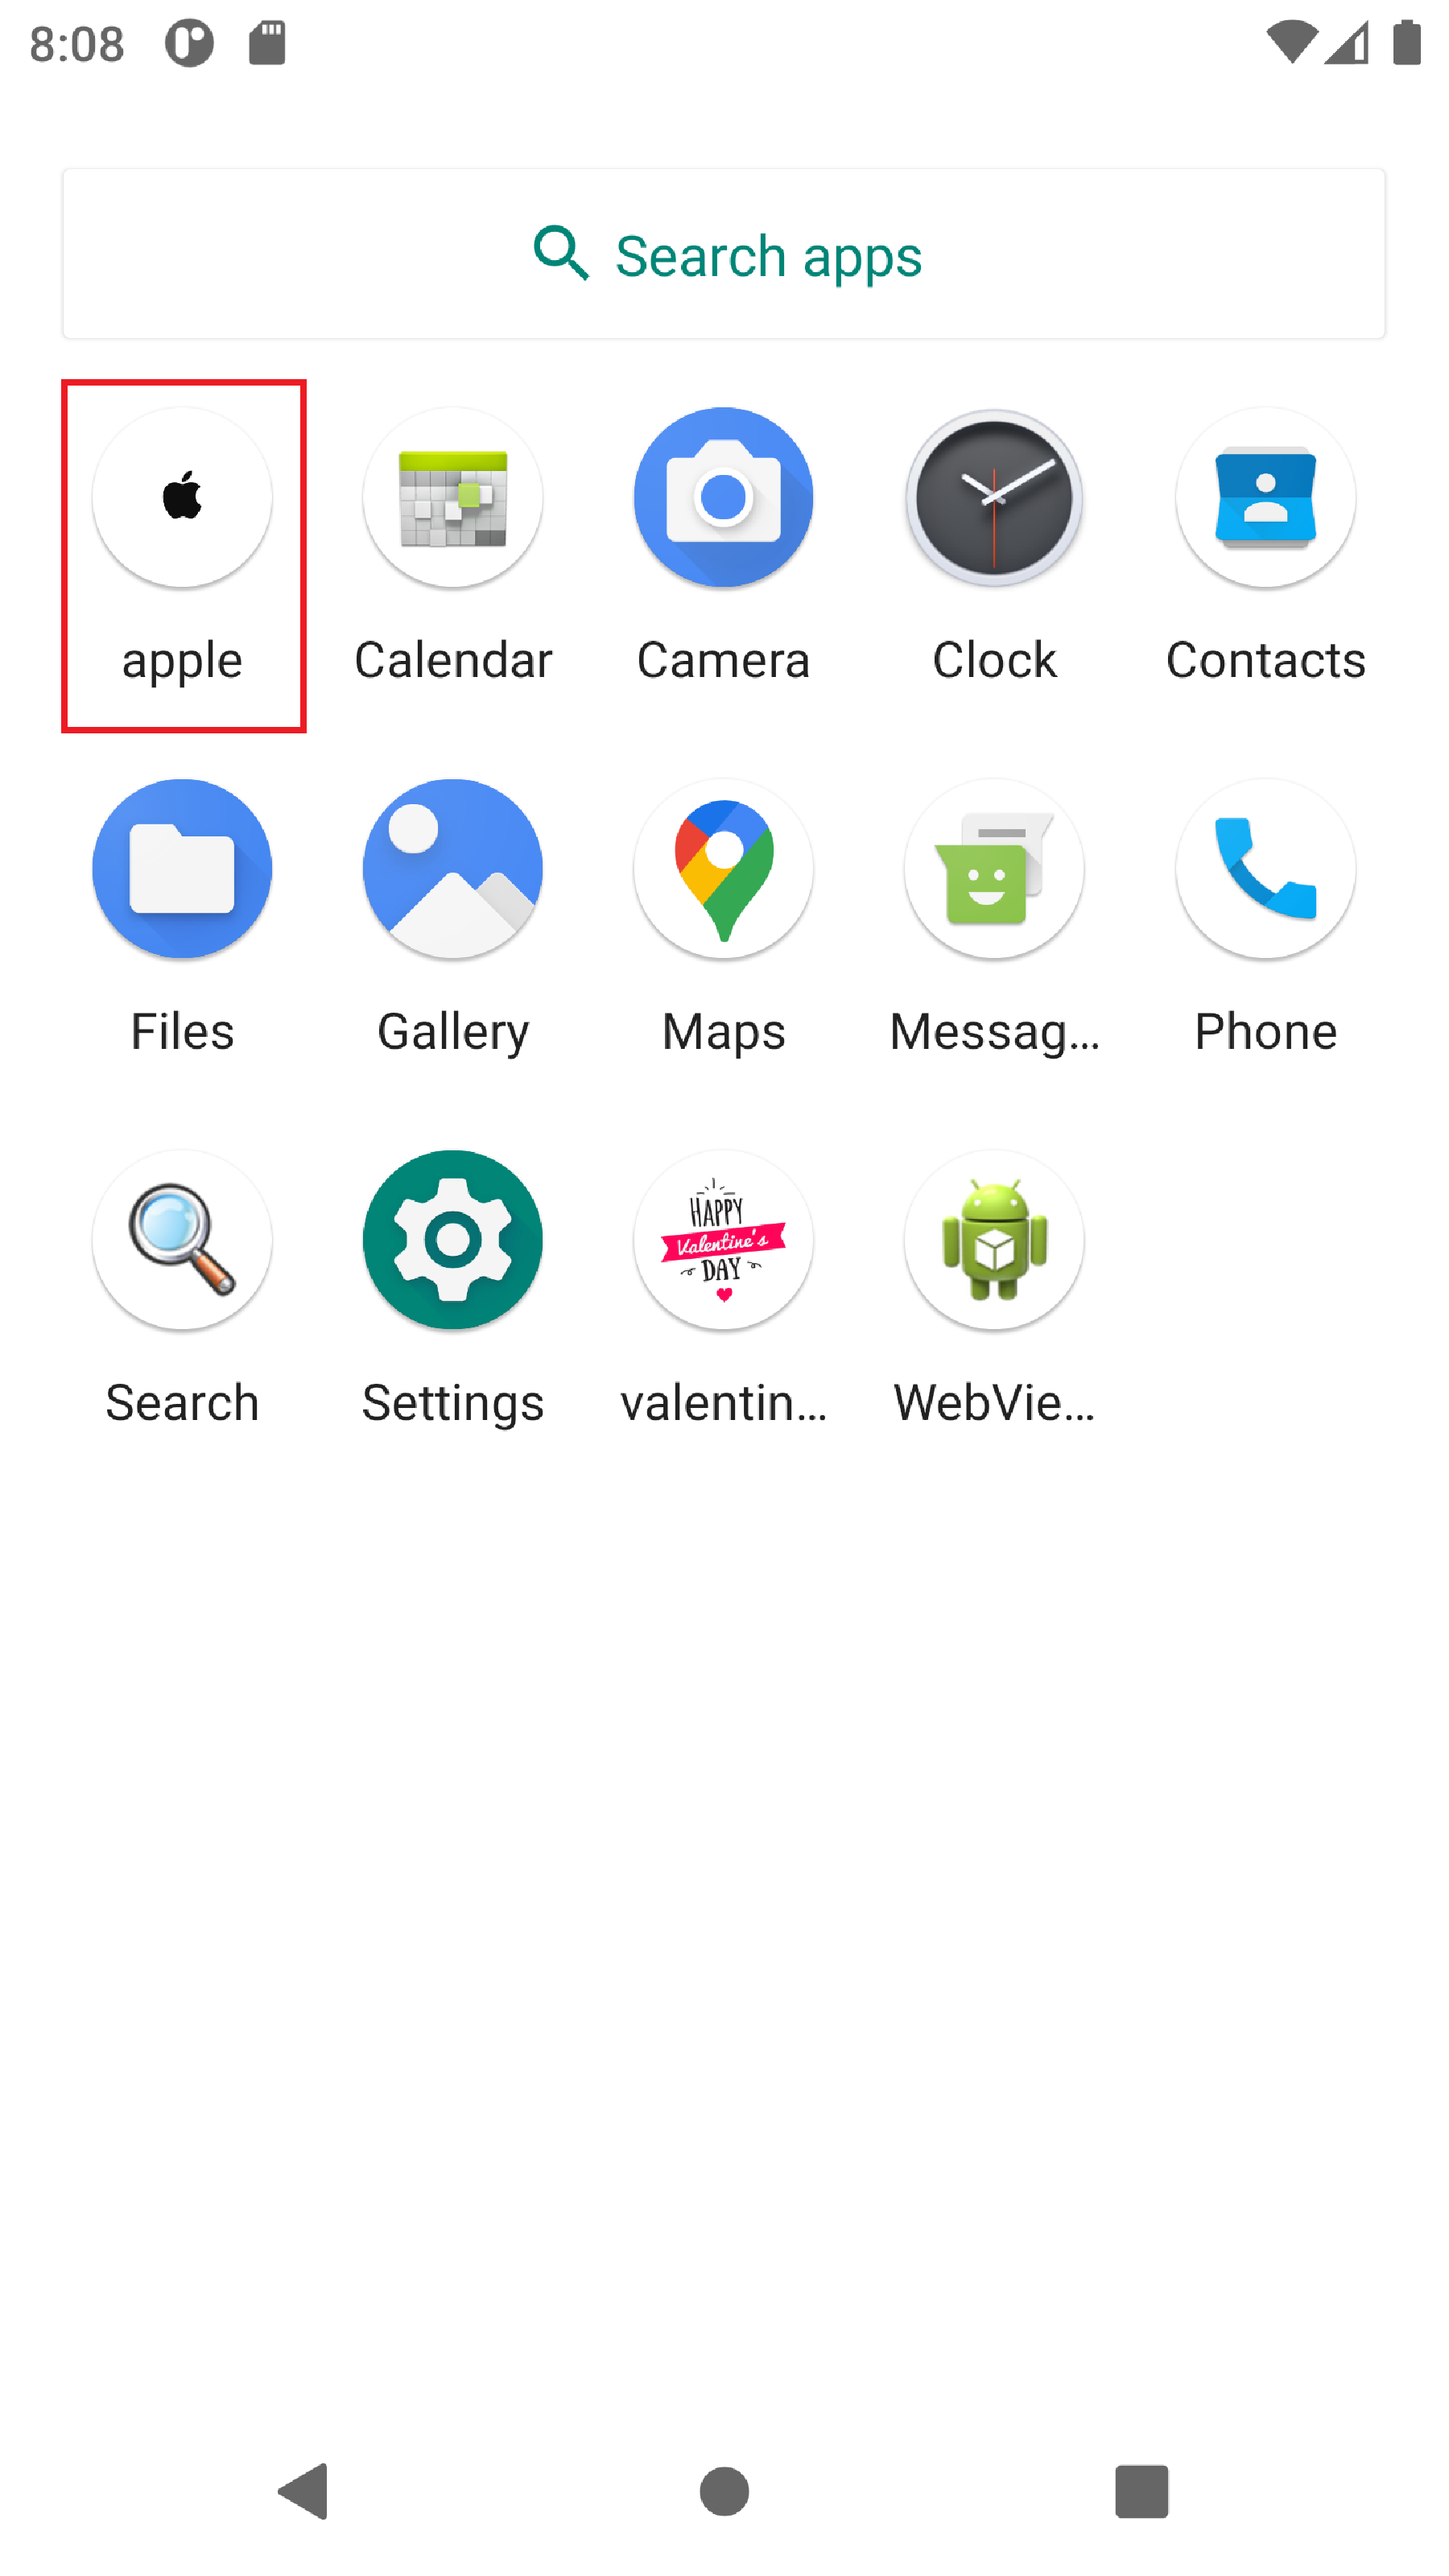 8:08
Search apps
apple Calendar Camera Clock Contacts
Files Gallery Maps Messag... Phone
HAPPY
Valentine's
DAY
Search Settings valentin... WebVie...